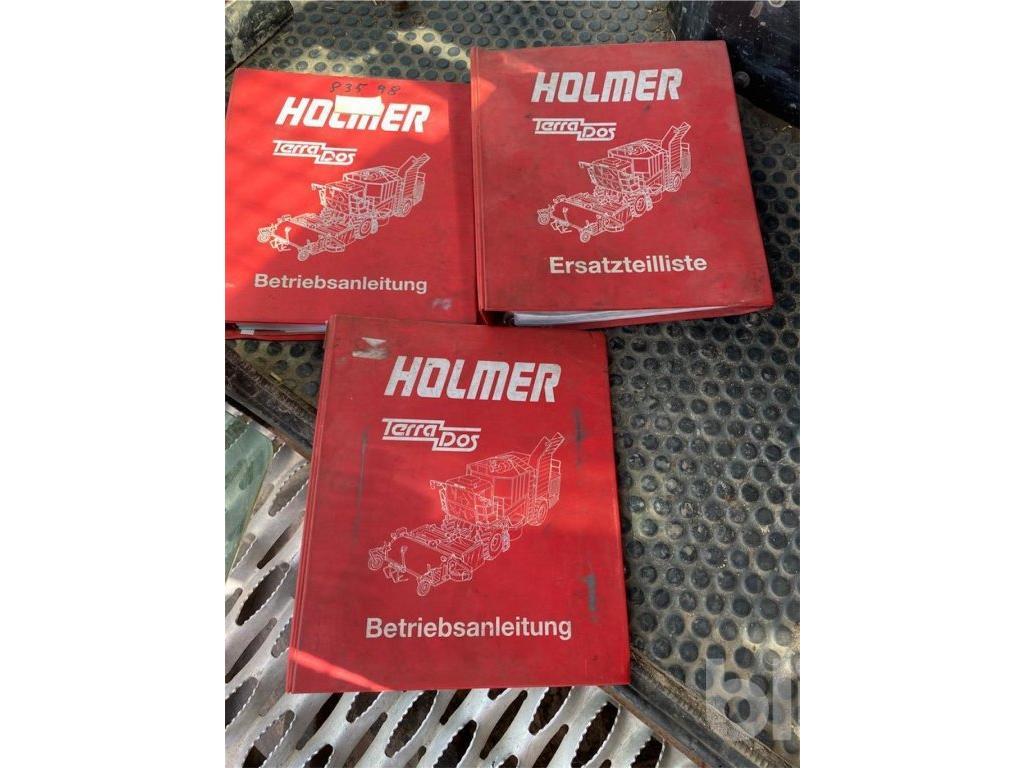 835 98
HOLMER
Terra Dos
Betriebsanleitung
HOLMER
Terra Dos
Ersatzteilliste
HOLMER
Terra Dos
Betriebsanleitung